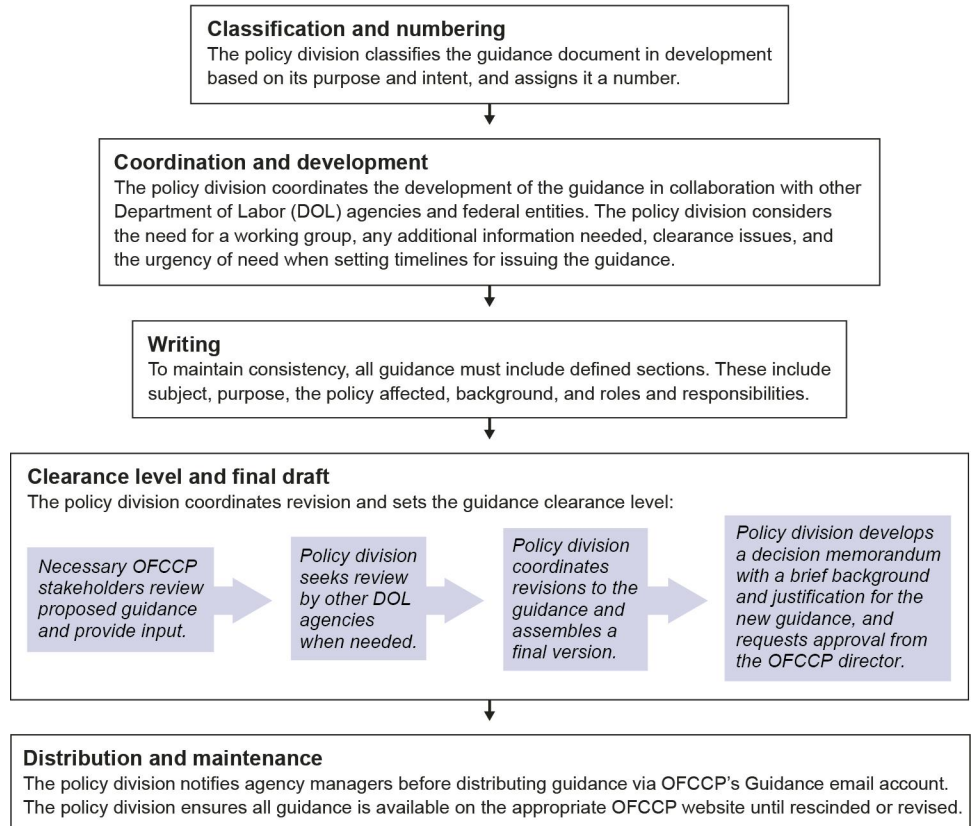 Classification and numbering
The policy division classifies the guidance document in development
based on its purpose and intent, and assigns it a number.
Coordination and development
The policy division coordinates the development of the guidance in collaboration with other
Department of Labor (DOL) agencies and federal entities. The policy division considers
the need for a working group, any additional information needed, clearance issues, and
the urgency of need when setting timelines for issuing the guidance.
Writing
To maintain consistency, all guidance must include defined sections. These include
subject, purpose, the policy affected, background, and roles and responsibilities.
Clearance level and final draft
The policy division coordinates revision and sets the guidance clearance level:
Necessary OFCCP
stakeholders review
proposed guidance
and provide input.
Policy division
seeks review
by other DOL
agencies
when needed.
Policy division
coordinates
revisions to the
guidance and
assembles a
final version.
Policy division develops
a decision memorandum
with a brief background
and justification for the
new guidance, and
requests approval from
the OFCCP director.
Distribution and maintenance
The policy division notifies agency managers before distributing guidance via OFCCP's Guidance email account.
The policy division ensures all guidance is available on the appropriate OFCCP website until rescinded or revised.